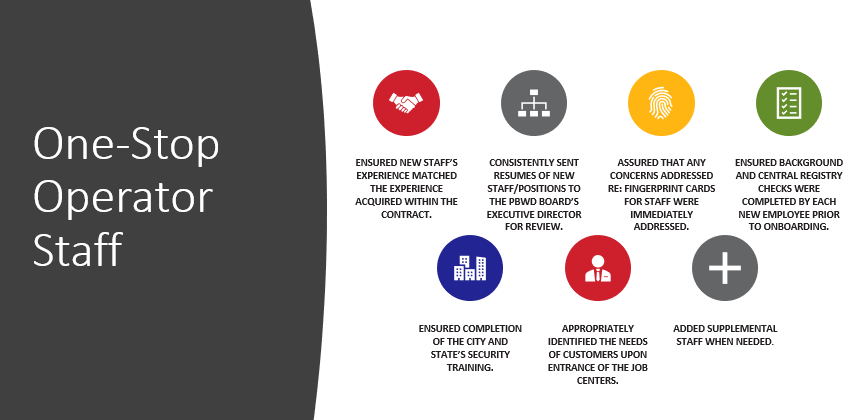 One-Stop
Operator
Staff
ENSURED NEW STAFF'S
EXPERIENCE MATCHED
THE EXPERIENCE
ACQUIRED WITHIN THE
CONTRACT.
CONSISTENTLY SENT
RESUMES OF NEW
STAFF/POSITIONS TO
THE PBWD BOARD'S
EXECUTIVE DIRECTOR
FOR REVIEW.
ASSURED THAT ANY
CONCERNS ADDRESSED
RE: FINGERPRINT CARDS
FOR STAFF WERE
IMMEDIATELY
ADDRESSED.
ENSURED BACKGROUND
AND CENTRAL REGISTRY
CHECKS WERE
COMPLETED BY EACH
NEW EMPLOYEE PRIOR
TO ONBOARDING.
ENSURED COMPLETION
OF THE CITY AND
STATE'S SECURITY
TRAINING.
APPROPRIATELY
IDENTIFIED THE NEEDS
OF CUSTOMERS UPON
ENTRANCE OF THE JOB
CENTERS.
ADDED SUPPLEMENTAL
STAFF WHEN NEEDED.